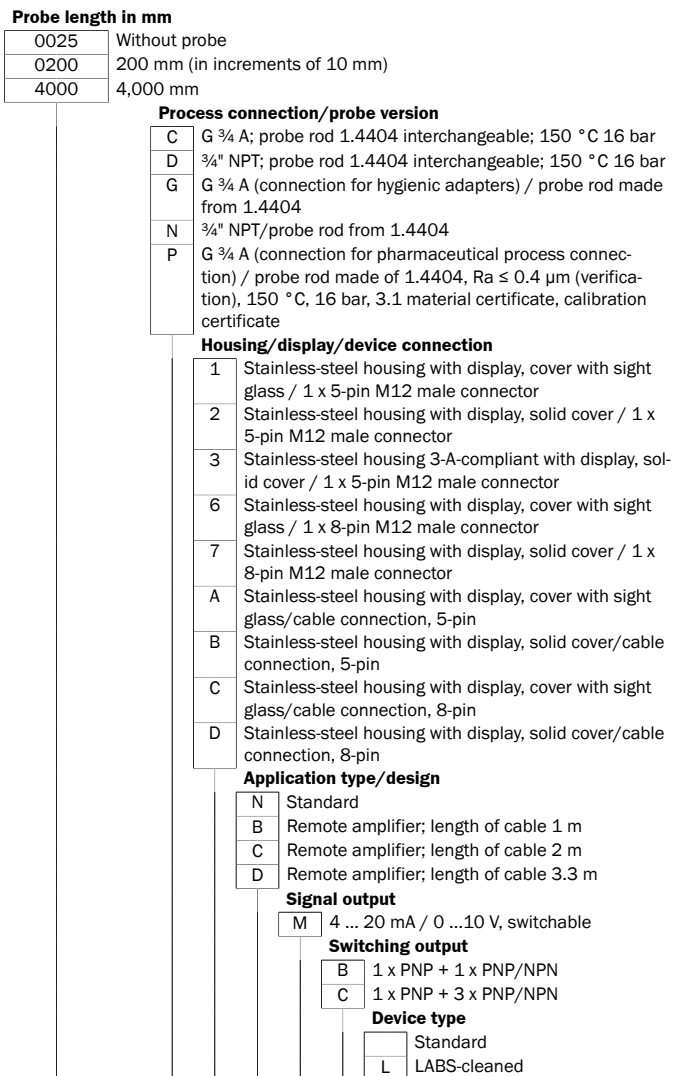 Probe length in mm
0025 Without probe
0200 200 mm (in increments of 10 mm)
4000 4,000 mm
Process connection/probe version
C G ¾ A; probe rod 1.4404 interchangeable; 150 °C 16 bar
D ¾" NPT; probe rod 1.4404 interchangeable; 150 °C 16 bar
G G ¾ A (connection for hygienic adapters) / probe rod made
from 1.4404
N ¾" NPT/probe rod from 1.4404
P G ¾ A (connection for pharmaceutical process connec-
tion) / probe rod made of 1.4404, Ra ≤ 0.4 µm (verifica-
tion), 150 °C, 16 bar, 3.1 material certificate, calibration
certificate
Housing/display/device connection
1 Stainless-steel housing with display, cover with sight
glass / 1 x 5-pin M12 male connector
2 Stainless-steel housing with display, solid cover / 1 x
5-pin M12 male connector
3 Stainless-steel housing 3-A-compliant with display, sol-
id cover / 1 x 5-pin M12 male connector
6 Stainless-steel housing with display, cover with sight
glass / 1 x 8-pin M12 male connector
7 Stainless-steel housing with display, solid cover / 1 x
8-pin M12 male connector
A Stainless-steel housing with display, cover with sight
glass/cable connection, 5-pin
B Stainless-steel housing with display, solid cover/cable
connection, 5-pin
C Stainless-steel housing with display, cover with sight
glass/cable connection, 8-pin
D Stainless-steel housing with display, solid cover/cable
connection, 8-pin
Application type/design
N Standard
B Remote amplifier; length of cable 1 m
C Remote amplifier; length of cable 2 m
D Remote amplifier; length of cable 3.3 m
Signal output
M 4 ... 20 mA / 0 ...10 V, switchable
Switching output
B 1 x PNP + 1 x PNP/NPN
C 1 x PNP + 3 x PNP/NPN
Device type
Standard
L LABS-cleaned